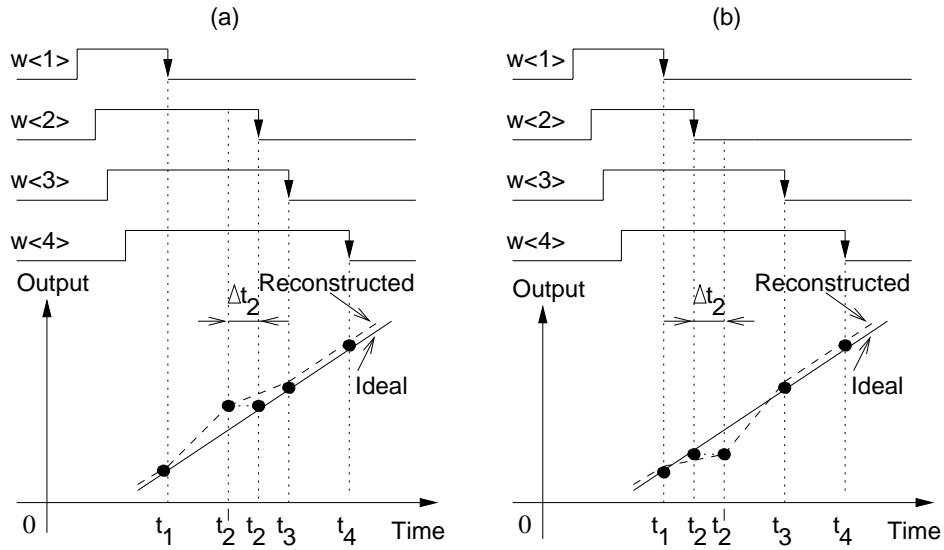 (a)
w<1>
w<2>
w<3>
w<4>
Output
Reconstructed
Δt₂
Ideal
0
t₁ t₂' t₂ t₃ t₄ Time
(b)
w<1>
w<2>
w<3>
w<4>
Output
Reconstructed
Δt₂
Ideal
0
t₁ t₂ t₂' t₃ t₄ Time